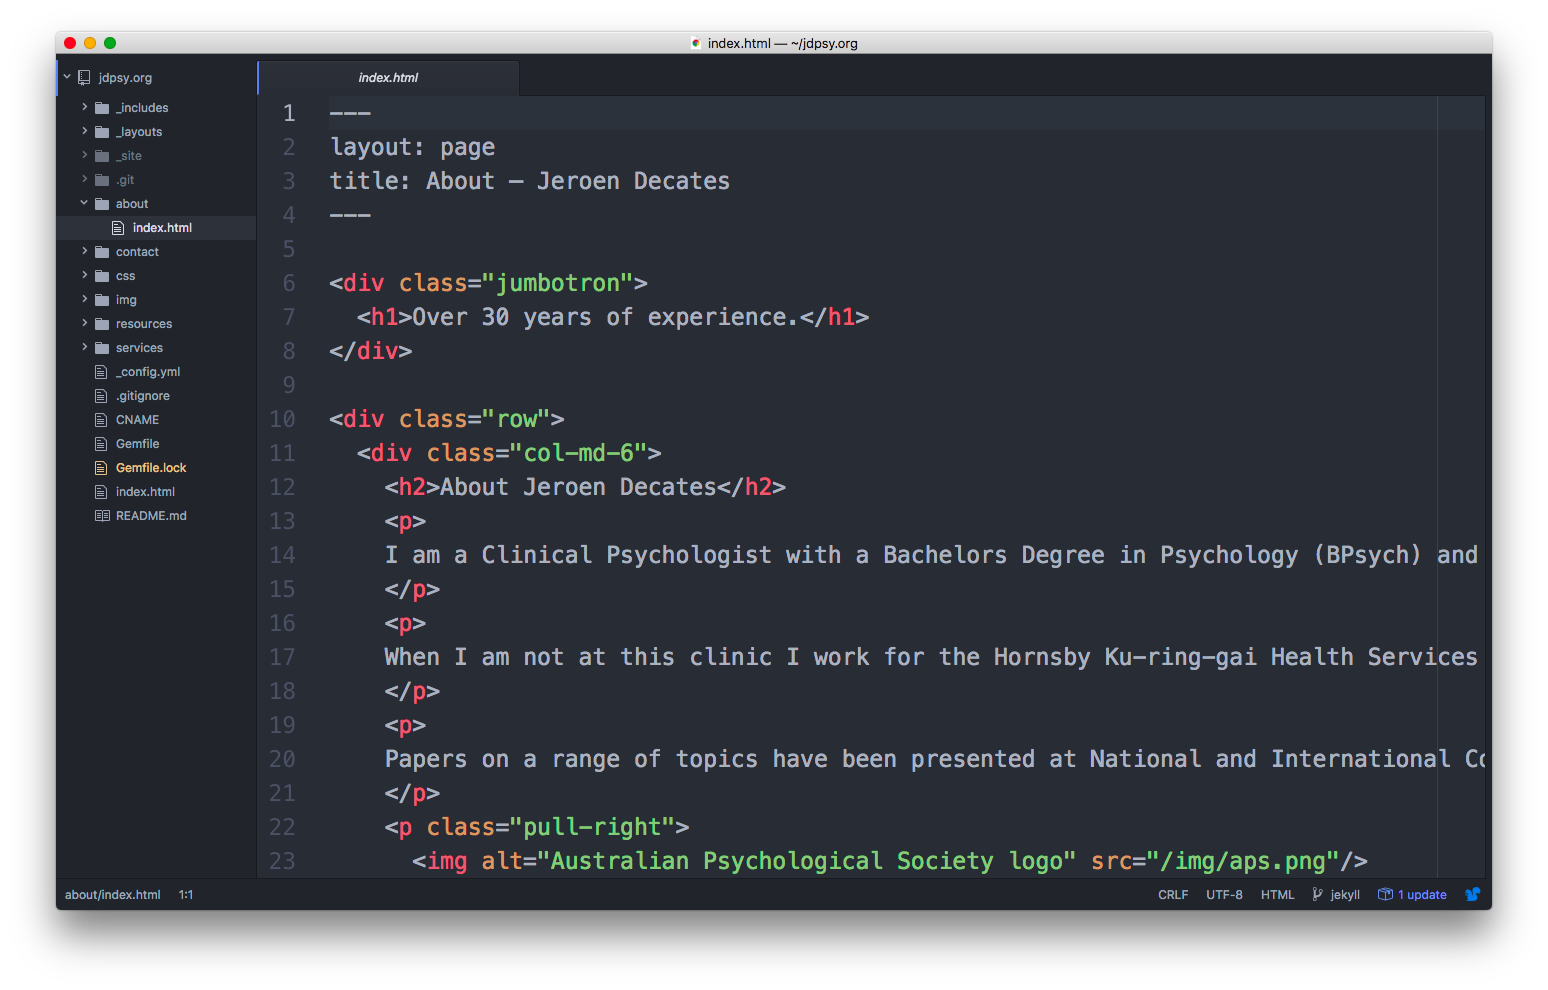 index.html — ~/jdpsy.org
jdpsy.org
_includes
_layouts
_site
.git
about
index.html
contact
css
img
resources
services
_config.yml
.gitignore
CNAME
Gemfile
Gemfile.lock
index.html
README.md
index.html
1 ---
2 layout: page
3 title: About – Jeroen Decates
4 ---
5
6 <div class="jumbotron">
7 <h1>Over 30 years of experience.</h1>
8 </div>
9
10 <div class="row">
11 <div class="col-md-6">
12 <h2>About Jeroen Decates</h2>
13 <p>
14 I am a Clinical Psychologist with a Bachelors Degree in Psychology (BPsych) and
15 </p>
16 <p>
17 When I am not at this clinic I work for the Hornsby Ku-ring-gai Health Services
18 </p>
19 <p>
20 Papers on a range of topics have been presented at National and International Co
21 </p>
22 <p class="pull-right">
23 <img alt="Australian Psychological Society logo" src="/img/aps.png"/>
about/index.html 1:1 CRLF UTF-8 HTML jekyll 1 update